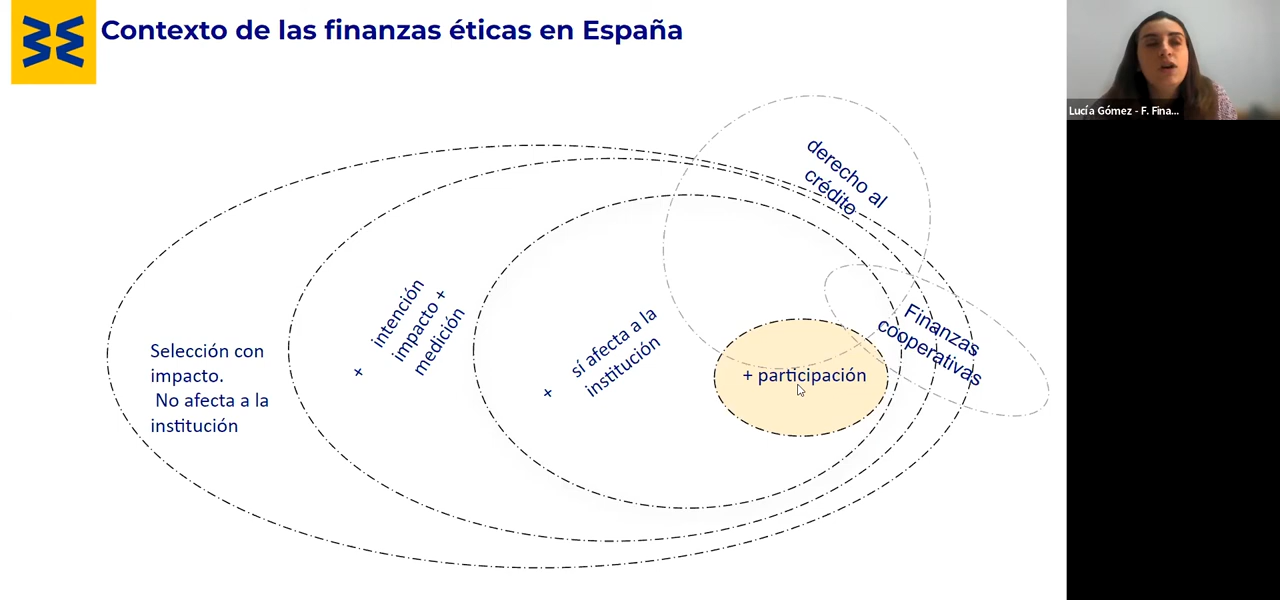 Contexto de las finanzas éticas en España
Lucía Gómez - F. Fina...
derecho al
crédito
+ intención
impacto +
medición
Finanzas
cooperativas
+ sí afecta a la
institución
Selección con
impacto.
No afecta a la
institución
+ participación